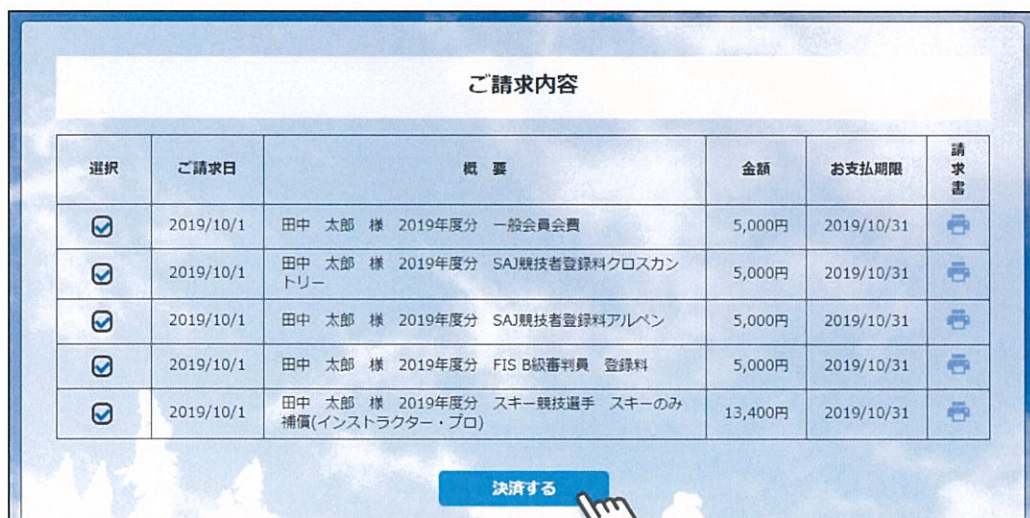 ご請求内容
選択 ご請求日 概 要 金額 お支払期限 請求書
2019/10/1 田中 太郎 様 2019年度分 一般会員会費 5,000円 2019/10/31
2019/10/1 田中 太郎 様 2019年度分 SAJ競技者登録料クロスカン
トリー 5,000円 2019/10/31
2019/10/1 田中 太郎 様 2019年度分 SAJ競技者登録料アルペン 5,000円 2019/10/31
2019/10/1 田中 太郎 様 2019年度分 FIS B級審判員 登録料 5,000円 2019/10/31
2019/10/1 田中 太郎 様 2019年度分 スキー競技選手 スキーのみ
補償(インストラクター・プロ) 13,400円 2019/10/31
決済する